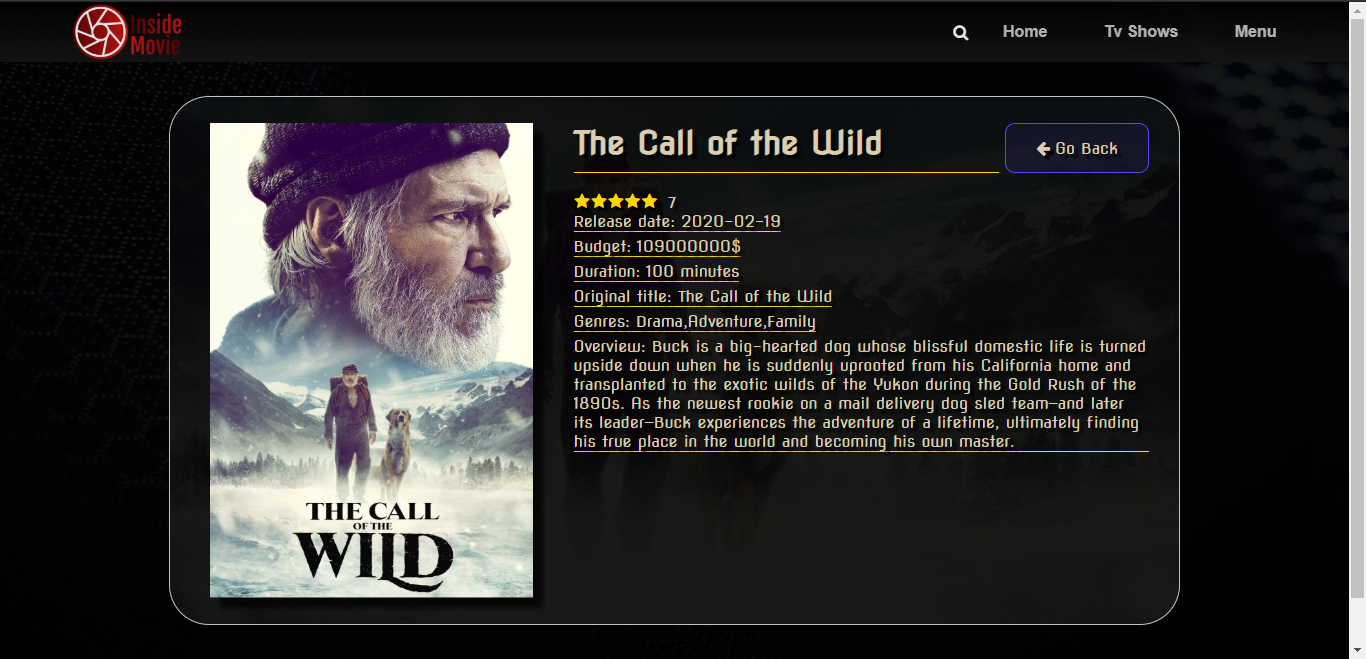 Inside
Movie
Home
Tv Shows
Menu
The Call of the Wild
Go Back
7
Release date: 2020-02-19
Budget: 109000000$
Duration: 100 minutes
Original title: The Call of the Wild
Genres: Drama,Adventure,Family
Overview: Buck is a big-hearted dog whose blissful domestic life is turned
upside down when he is suddenly uprooted from his California home and
transplanted to the exotic wilds of the Yukon during the Gold Rush of the
1890s. As the newest rookie on a mail delivery dog sled team—and later
its leader—Buck experiences the adventure of a lifetime, ultimately finding
his true place in the world and becoming his own master.
THE CALL
OF THE
WILD